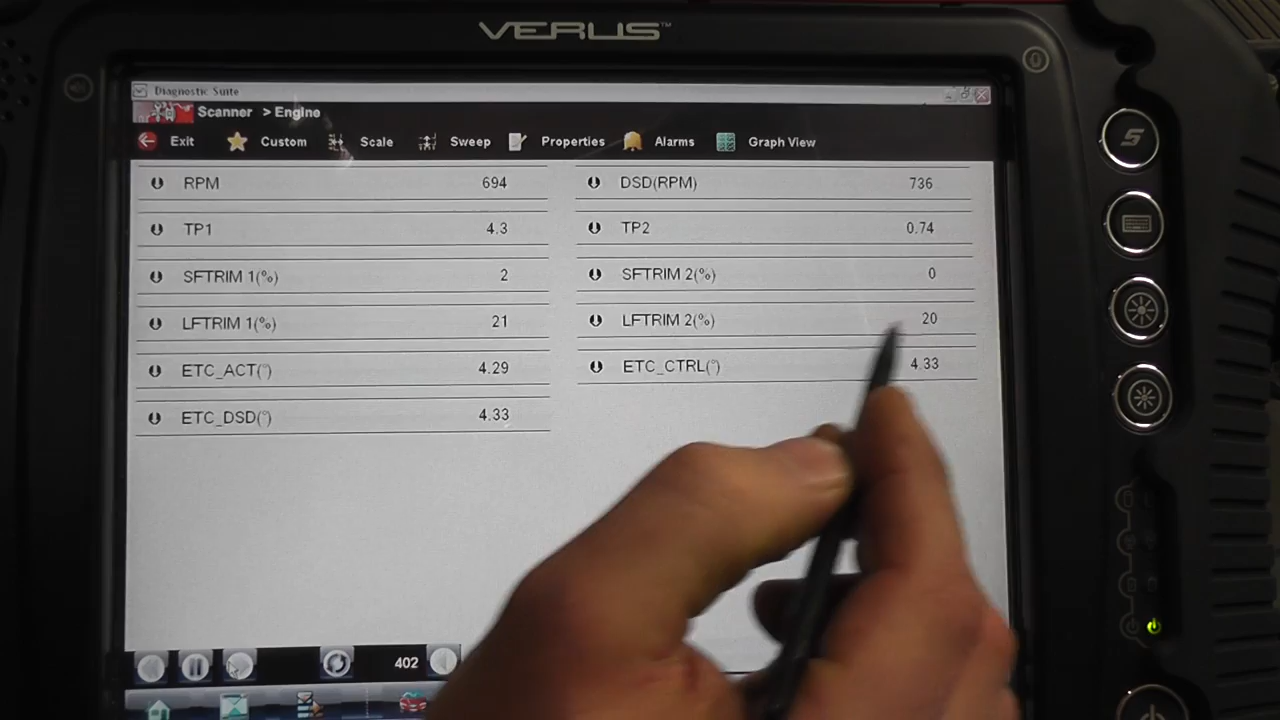 VERUS™
Diagnostic Suite
Scanner > Engine
Exit Custom Scale Sweep Properties Alarms Graph View
RPM 694 DSD(RPM) 736
TP1 4.3 TP2 0.74
SFTRIM 1(%) 2 SFTRIM 2(%) 0
LFTRIM 1(%) 21 LFTRIM 2(%) 20
ETC_ACT(°) 4.29 ETC_CTRL(°) 4.33
ETC_DSD(°) 4.33
402
S